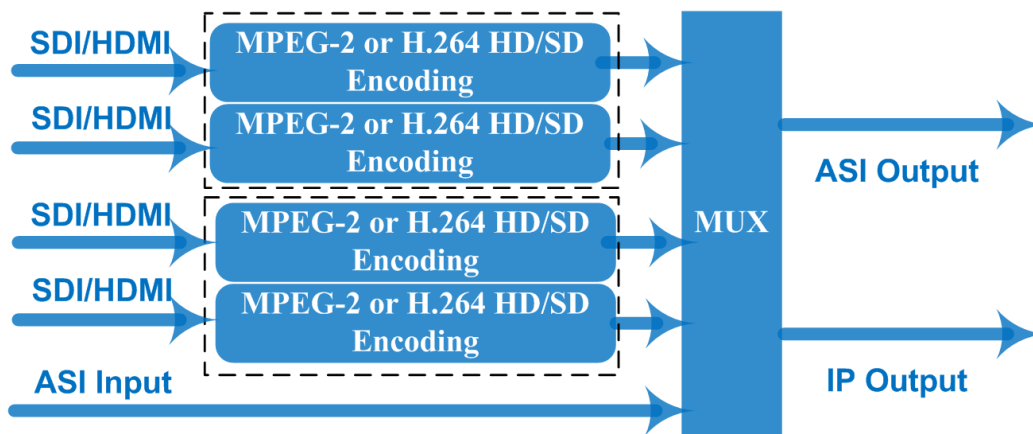 SDI/HDMI
MPEG-2 or H.264 HD/SD
Encoding
SDI/HDMI
MPEG-2 or H.264 HD/SD
Encoding
SDI/HDMI
MPEG-2 or H.264 HD/SD
Encoding
SDI/HDMI
MPEG-2 or H.264 HD/SD
Encoding
ASI Input
MUX
ASI Output
IP Output